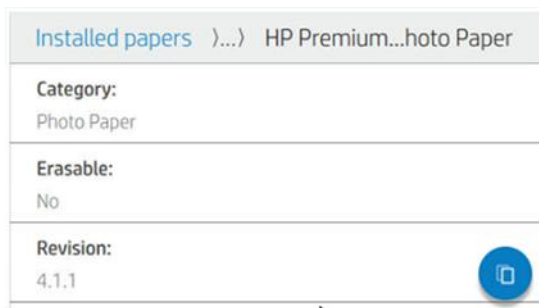 Installed papers 〉...〉 HP Premium...hoto Paper
Category:
Photo Paper
Erasable:
No
Revision:
4.1.1